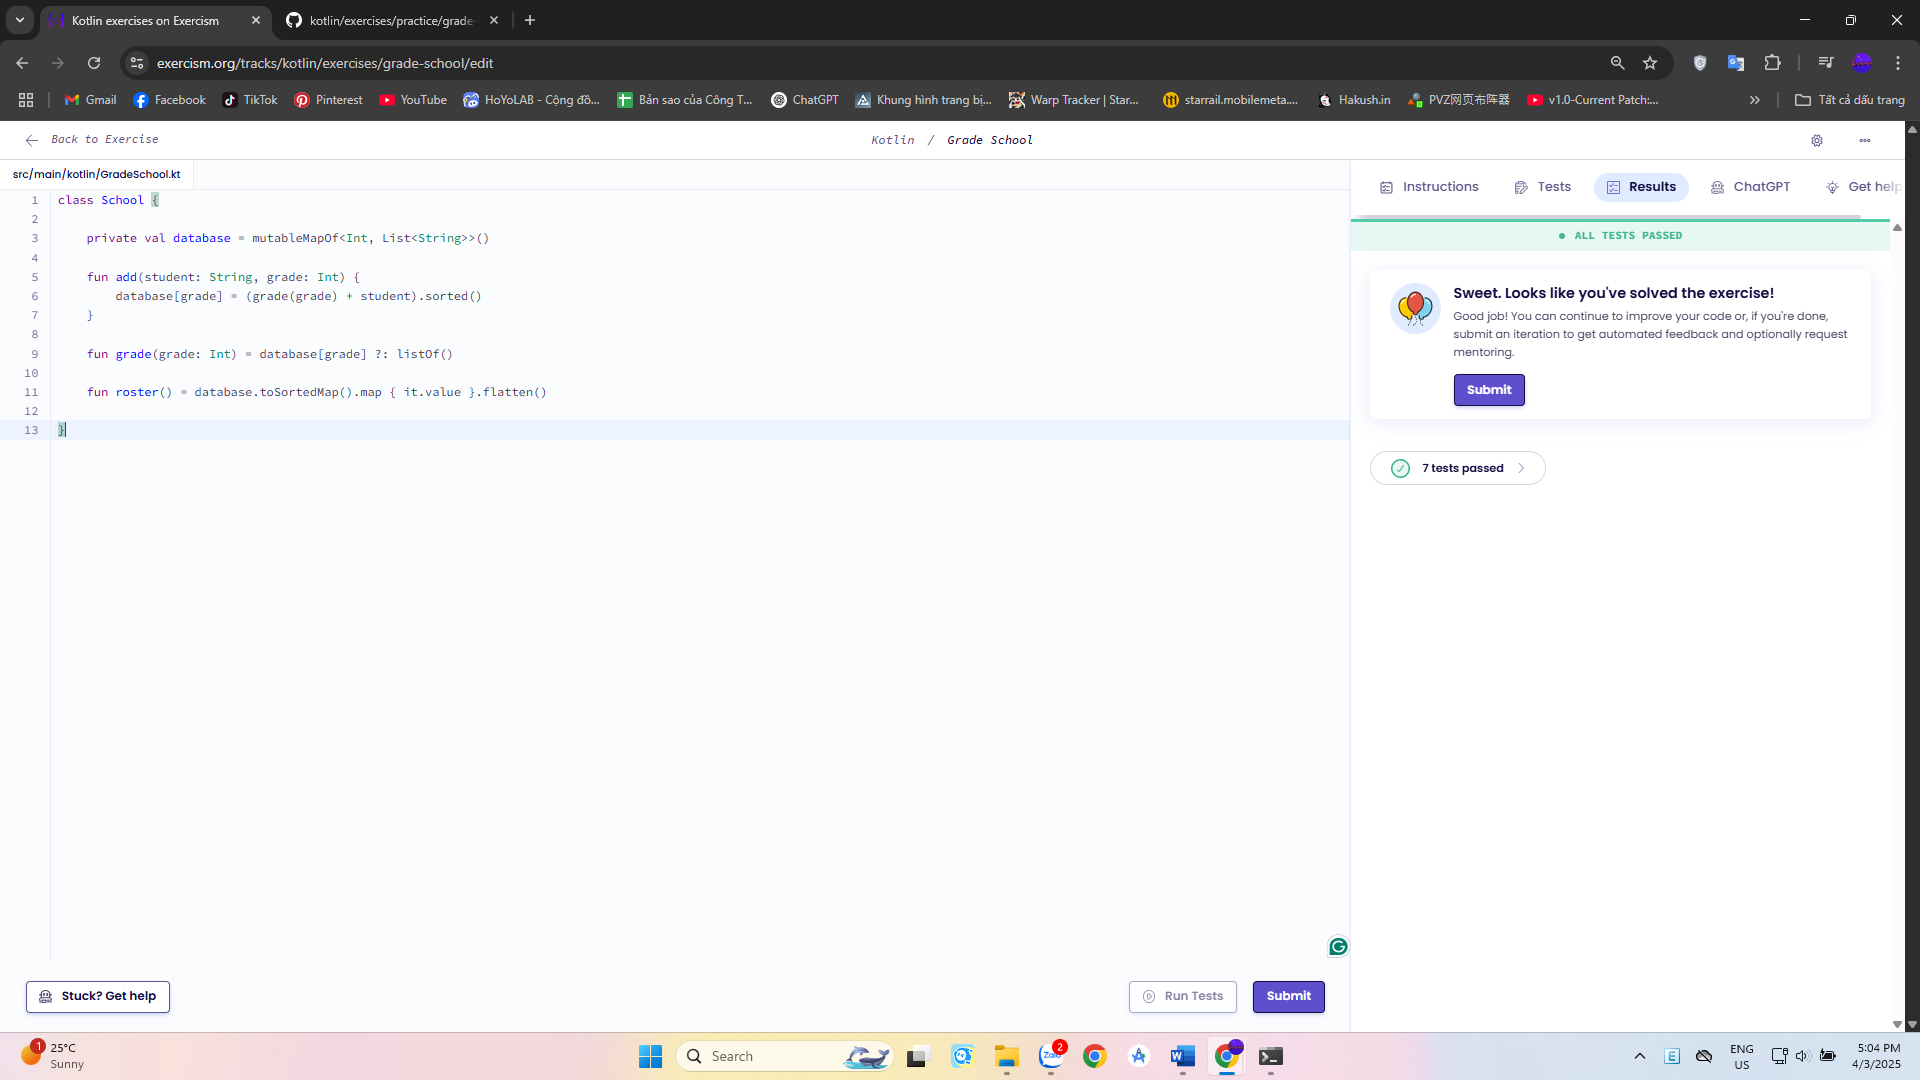 Kotlin exercises on Exercism
kotlin/exercises/practice/grade-
exercism.org/tracks/kotlin/exercises/grade-school/edit
Gmail
Facebook
TikTok
Pinterest
YouTube
HoYoLAB - Cộng đồ...
Bản sao của Công T...
ChatGPT
Khung hình trang bị...
Warp Tracker | Star...
starrail.mobilemeta....
Hakush.in
PVZ网页布阵器
v1.0-Current Patch:...
Tất cả dấu trang
Back to Exercise
Kotlin / Grade School
src/main/kotlin/GradeSchool.kt
Instructions
Tests
Results
ChatGPT
Get help
1 class School {
2
3 private val database = mutableMapOf<Int, List<String>>()
4
5 fun add(student: String, grade: Int) {
6 database[grade] = (grade(grade) + student).sorted()
7 }
8
9 fun grade(grade: Int) = database[grade] ?: listOf()
10
11 fun roster() = database.toSortedMap().map { it.value }.flatten()
12
13 }
ALL TESTS PASSED
Sweet. Looks like you've solved the exercise!
Good job! You can continue to improve your code or, if you're done,
submit an iteration to get automated feedback and optionally request
mentoring.
Submit
7 tests passed
Stuck? Get help
Run Tests
Submit
1
25°C
Sunny
Search
Zalo
2
ENG
US
5:04 PM
4/3/2025